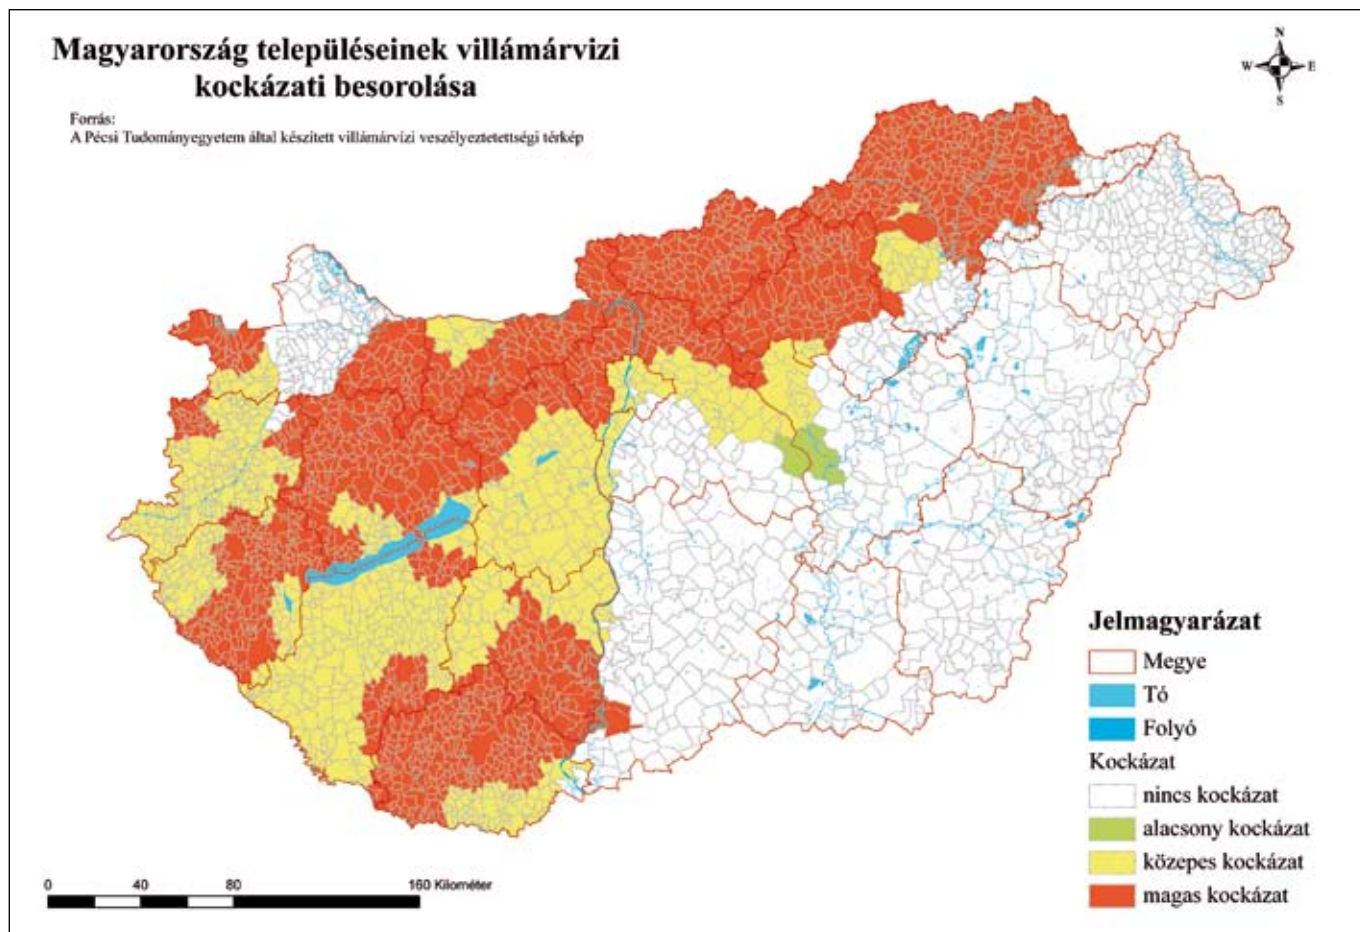 Magyarország településeinek villámárvizi
kockázati besorolása
Forrás:
A Pécsi Tudományegyetem által készített villámárvízi veszélyeztetettségi térkép
N
W E
S
Jelmagyarázat
Megye
Tó
Folyó
Kockázat
nincs kockázat
alacsony kockázat
közepes kockázat
magas kockázat
0 40 80 160 Kilométer